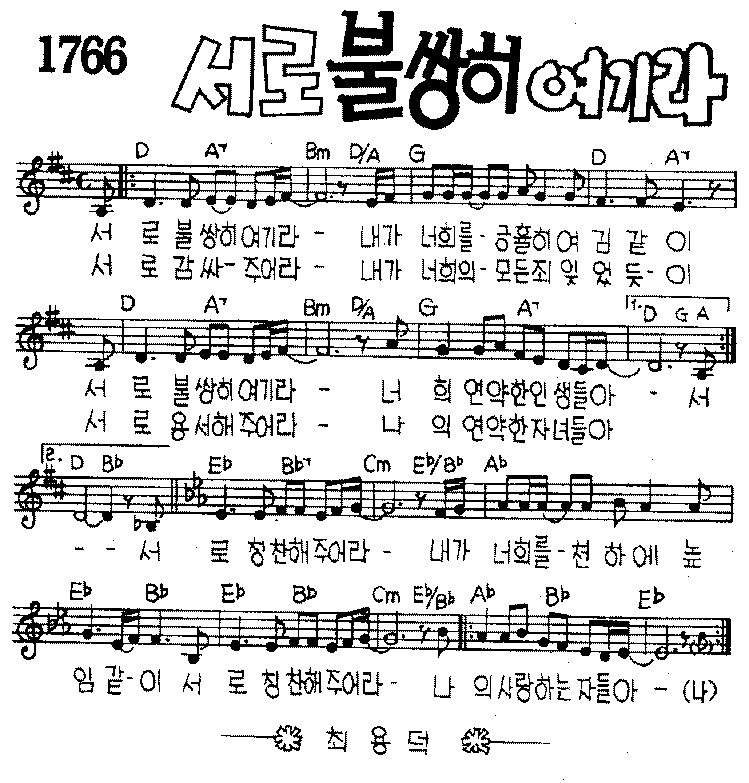 1766 서로 불쌍히 여기라
D A7 Bm D/A G D A7
서 로 불 쌍히여기라 - 내가 너희를-긍휼히여 김 같 이
서 로 감 싸-주어라 - 내가 너희의-모든죄 잊 었 듯-이
D A7 Bm D/A G A7 1. D G A
서 로 불 쌍히여기라 - 너 희 연약한인생들아 - 서
서 로 용 서해주어라 - 나 의 연약한자녀들아
2. D B♭ E♭ B♭7 Cm E♭/B♭ A♭
- - 서 로 칭 찬해주어라 - 내가 너희를-천 하에 높
E♭ B♭ E♭ B♭ Cm E♭/B♭ A♭ B♭ E♭
임 같-이 서 로 칭 찬해주어라 - 나 의사랑하는자들아 - (나)
최 용 덕